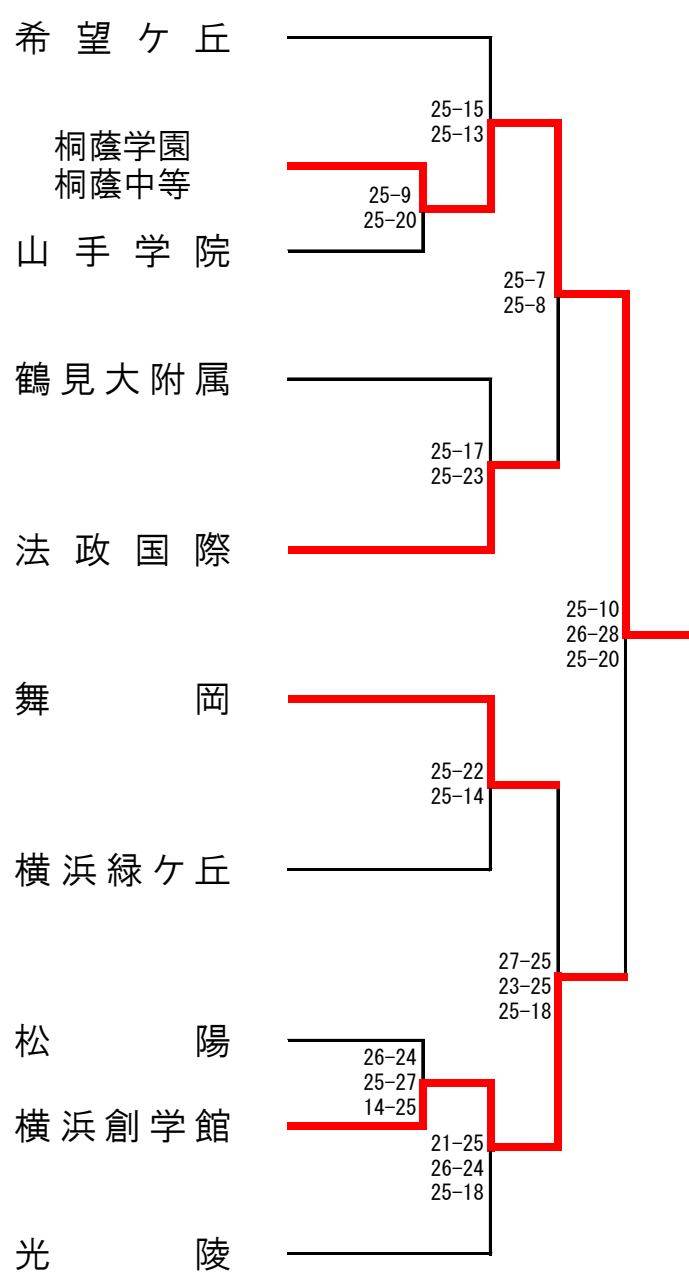 希望ケ丘
25-15
25-13
桐蔭学園
桐蔭中等
25-9
25-20
山手学院
25-7
25-8
鶴見大附属
25-17
25-23
法政国際
25-10
26-28
25-20
舞岡
25-22
25-14
横浜緑ケ丘
27-25
23-25
25-18
松陽
26-24
25-27
14-25
横浜創学館
21-25
26-24
25-18
光陵